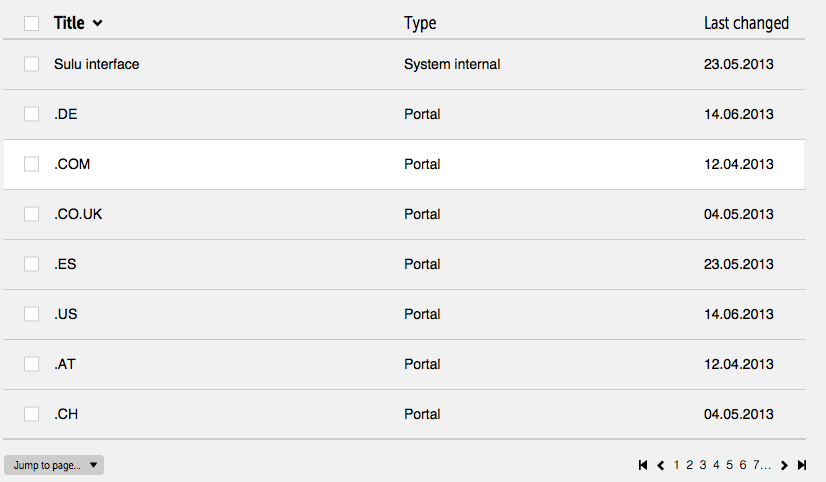 Title Type Last changed
Sulu interface System internal 23.05.2013
.DE Portal 14.06.2013
.COM Portal 12.04.2013
.CO.UK Portal 04.05.2013
.ES Portal 23.05.2013
.US Portal 14.06.2013
.AT Portal 12.04.2013
.CH Portal 04.05.2013
Jump to page... 1 2 3 4 5 6 7...